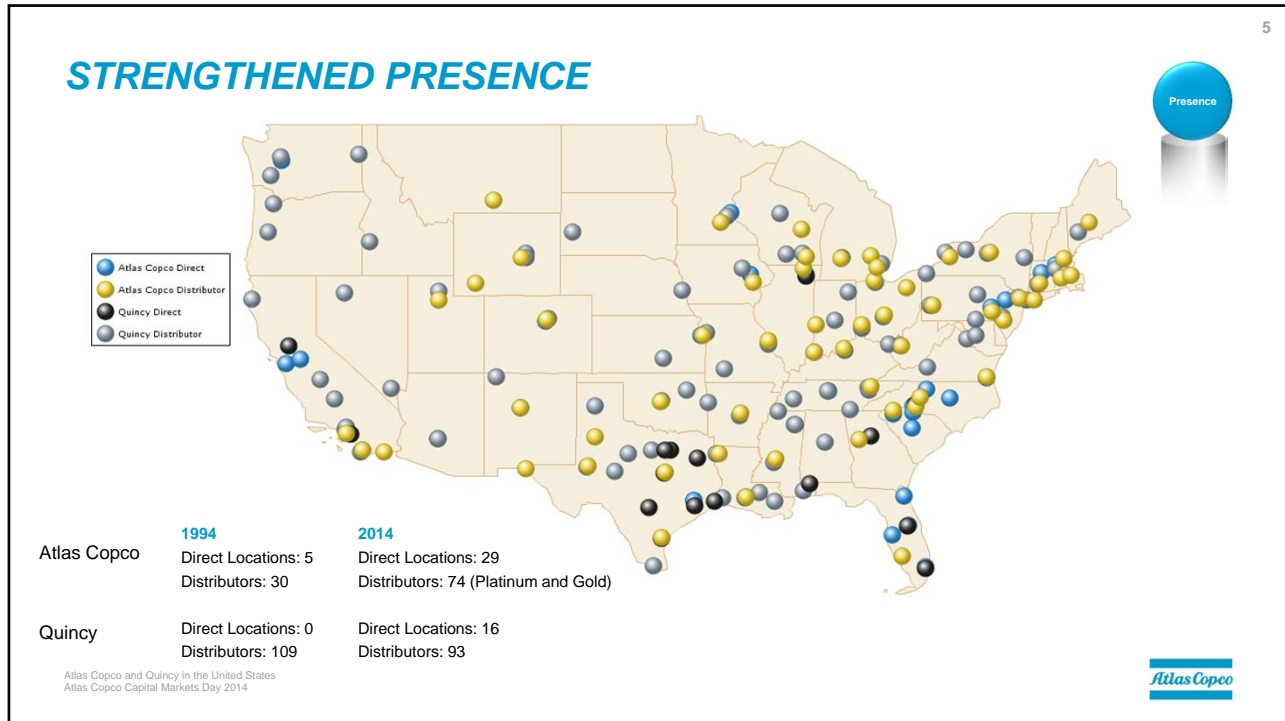 5
STRENGTHENED PRESENCE
Presence
Atlas Copco Direct
Atlas Copco Distributor
Quincy Direct
Quincy Distributor
1994 2014
Atlas Copco Direct Locations: 5 Direct Locations: 29
Distributors: 30 Distributors: 74 (Platinum and Gold)
Quincy Direct Locations: 0 Direct Locations: 16
Distributors: 109 Distributors: 93
Atlas Copco and Quincy in the United States
Atlas Copco Capital Markets Day 2014
Atlas Copco